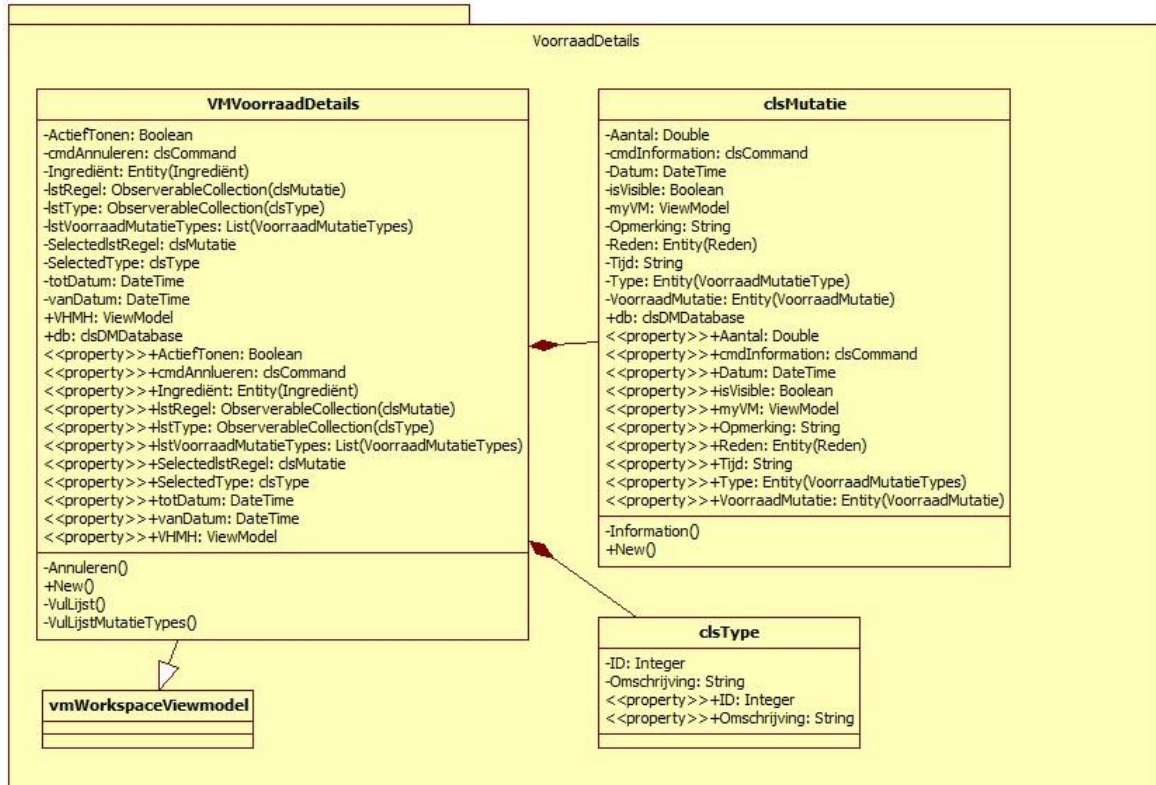 VoorraadDetails
VMVoorraadDetails
-ActiefTonen: Boolean
-cmdAnnuleren: clsCommand
-Ingrediënt: Entity(Ingrediënt)
-lstRegel: ObserverableCollection(clsMutatie)
-lstType: ObserverableCollection(clsType)
-lstVoorraadMutatieTypes: List(VoorraadMutatieTypes)
-SelectedlstRegel: clsMutatie
-SelectedType: clsType
-totDatum: DateTime
-vanDatum: DateTime
+VHMH: ViewModel
+db: clsDMDatabase
<<property>>+ActiefTonen: Boolean
<<property>>+cmdAnnlueren: clsCommand
<<property>>+Ingrediënt: Entity(Ingrediënt)
<<property>>+lstRegel: ObserverableCollection(clsMutatie)
<<property>>+lstType: ObserverableCollection(clsType)
<<property>>+lstVoorraadMutatieTypes: List(VoorraadMutatieTypes)
<<property>>+SelectedlstRegel: clsMutatie
<<property>>+SelectedType: clsType
<<property>>+totDatum: DateTime
<<property>>+vanDatum: DateTime
<<property>>+VHMH: ViewModel
-Annuleren()
+New()
-VulLijst()
-VulLijstMutatieTypes()
vmWorkspaceViewmodel
clsMutatie
-Aantal: Double
-cmdInformation: clsCommand
-Datum: DateTime
-isVisible: Boolean
-myVM: ViewModel
-Opmerking: String
-Reden: Entity(Reden)
-Tijd: String
-Type: Entity(VoorraadMutatieType)
-VoorraadMutatie: Entity(VoorraadMutatie)
+db: clsDMDatabase
<<property>>+Aantal: Double
<<property>>+cmdInformation: clsCommand
<<property>>+Datum: DateTime
<<property>>+isVisible: Boolean
<<property>>+myVM: ViewModel
<<property>>+Opmerking: String
<<property>>+Reden: Entity(Reden)
<<property>>+Tijd: String
<<property>>+Type: Entity(VoorraadMutatieTypes)
<<property>>+VoorraadMutatie: Entity(VoorraadMutatie)
-Information()
+New()
clsType
-ID: Integer
-Omschrijving: String
<<property>>+ID: Integer
<<property>>+Omschrijving: String